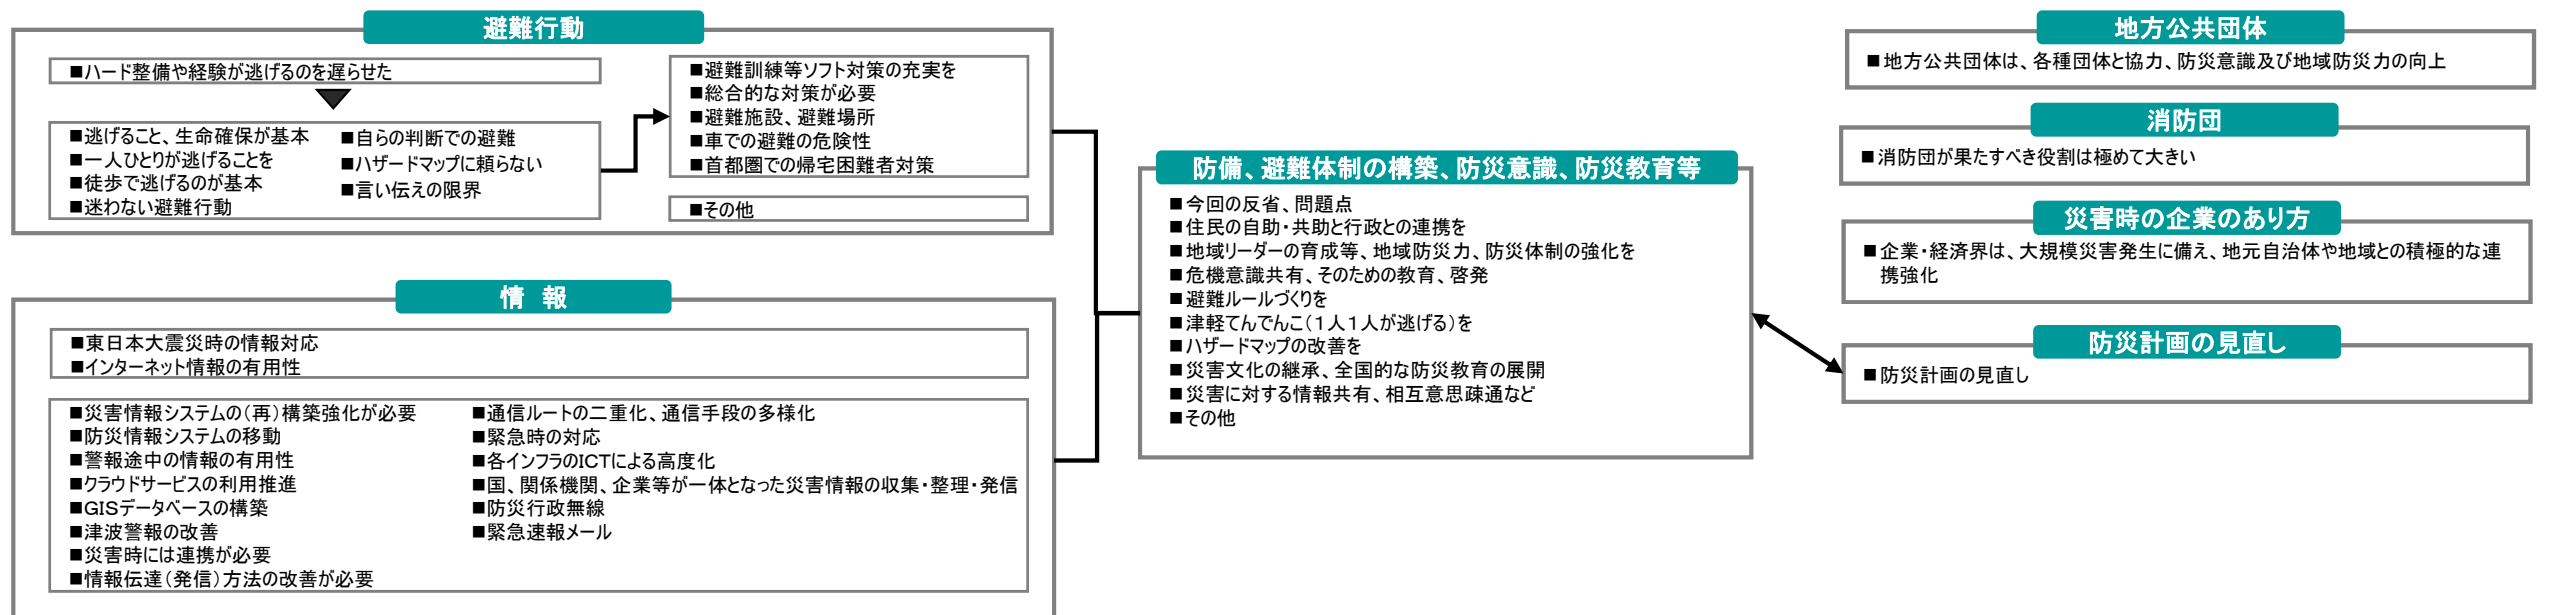 避難行動
■ハード整備や経験が逃げるのを遅らせた
■逃げること、生命確保が基本
■一人ひとりが逃げることを
■徒歩で逃げるのが基本
■迷わない避難行動
■自らの判断での避難
■ハザードマップに頼らない
■言い伝えの限界
■避難訓練等ソフト対策の充実を
■総合的な対策が必要
■避難施設、避難場所
■車での避難の危険性
■首都圏での帰宅困難者対策
■その他
情 報
■東日本大震災時の情報対応
■インターネット情報の有用性
■災害情報システムの(再)構築強化が必要
■防災情報システムの移動
■警報途中の情報の有用性
■クラウドサービスの利用推進
■GISデータベースの構築
■津波警報の改善
■災害時には連携が必要
■情報伝達(発信)方法の改善が必要
■通信ルートの二重化、通信手段の多様化
■緊急時の対応
■各インフラのICTによる高度化
■国、関係機関、企業等が一体となった災害情報の収集・整理・発信
■防災行政無線
■緊急速報メール
防備、避難体制の構築、防災意識、防災教育等
■今回の反省、問題点
■住民の自助・共助と行政との連携を
■地域リーダーの育成等、地域防災力、防災体制の強化を
■危機意識共有、そのための教育、啓発
■避難ルールづくりを
■津軽てんでんこ(1人1人が逃げる)を
■ハザードマップの改善を
■災害文化の継承、全国的な防災教育の展開
■災害に対する情報共有、相互意思疎通など
■その他
地方公共団体
■地方公共団体は、各種団体と協力、防災意識及び地域防災力の向上
消防団
■消防団が果たすべき役割は極めて大きい
災害時の企業のあり方
■企業・経済界は、大規模災害発生に備え、地元自治体や地域との積極的な連
携強化
防災計画の見直し
■防災計画の見直し